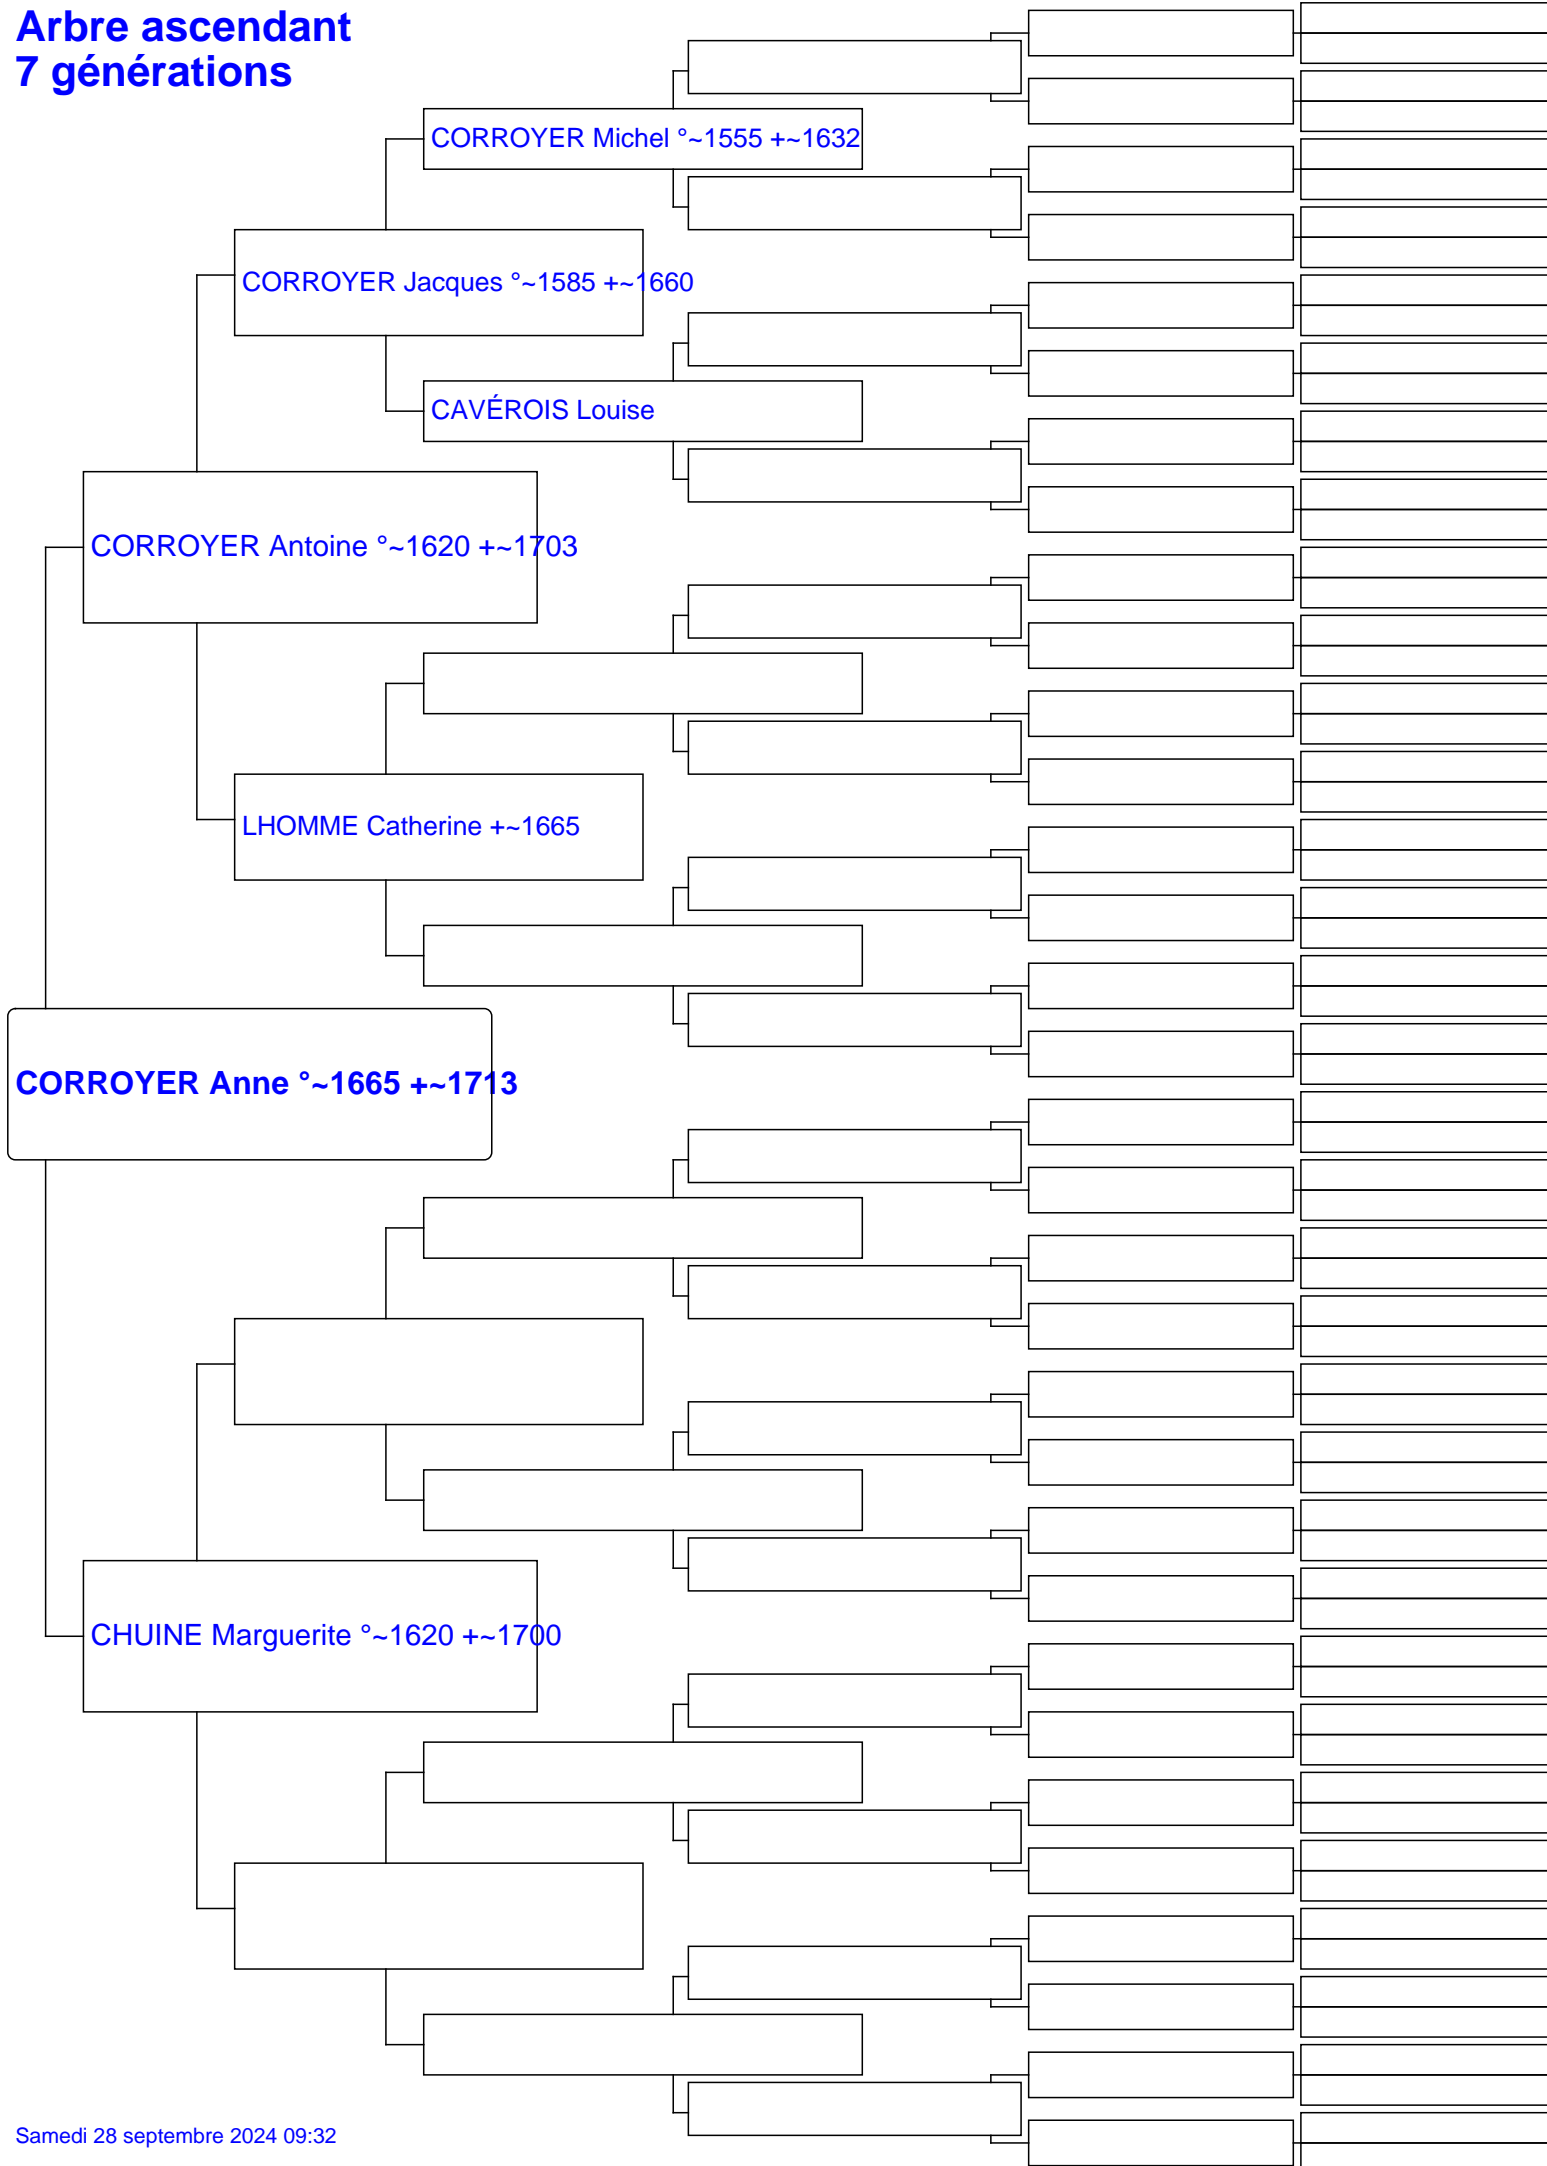 Arbre ascendant
7 générations
CORROYER Michel °~1555 +~1632
CORROYER Jacques °~1585 +~1660
CAVÉROIS Louise
CORROYER Antoine °~1620 +~1703
LHOMME Catherine +~1665
CORROYER Anne °~1665 +~1713
CHUINE Marguerite °~1620 +~1700
Samedi 28 septembre 2024 09:32